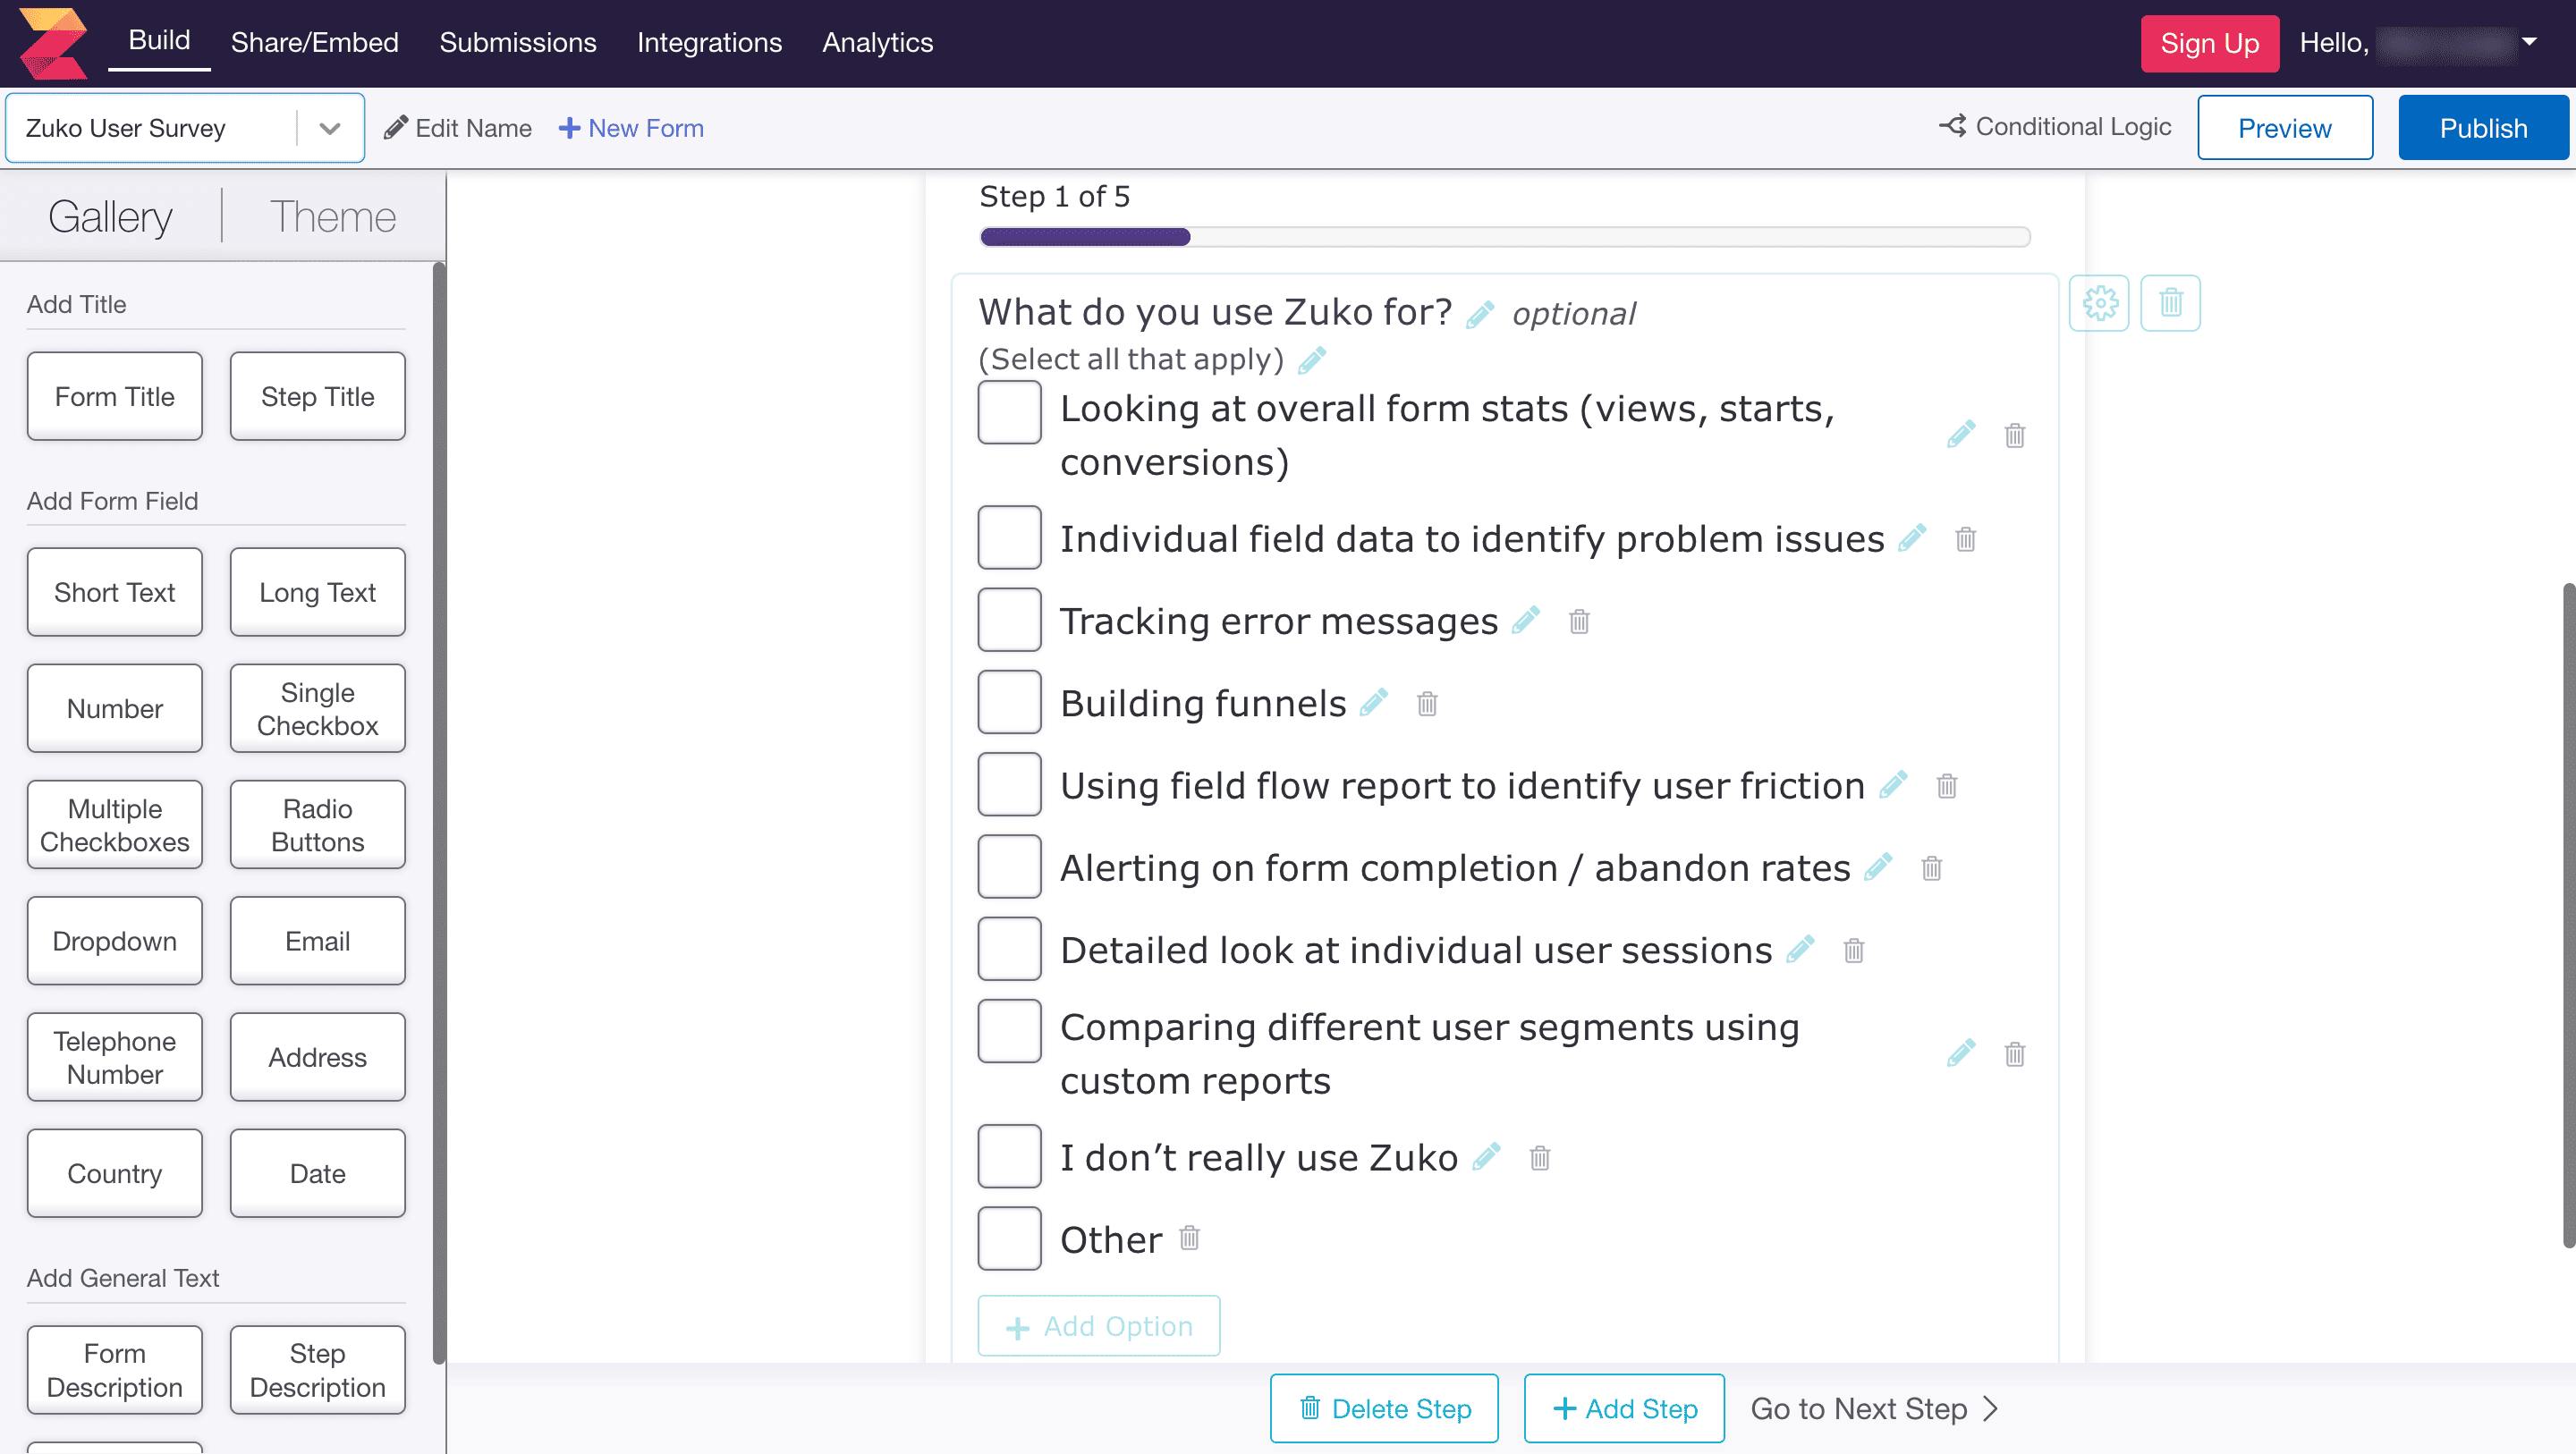 Build
Share/Embed
Submissions
Integrations
Analytics
Sign Up
Hello,
Zuko User Survey
Edit Name
New Form
Conditional Logic
Preview
Publish
Gallery
Theme
Add Title
Form Title
Step Title
Add Form Field
Short Text
Long Text
Number
Single
Checkbox
Multiple
Checkboxes
Radio
Buttons
Dropdown
Email
Telephone
Number
Address
Country
Date
Add General Text
Form
Description
Step
Description
Step 1 of 5
What do you use Zuko for? optional
(Select all that apply)
Looking at overall form stats (views, starts,
conversions)
Individual field data to identify problem issues
Tracking error messages
Building funnels
Using field flow report to identify user friction
Alerting on form completion / abandon rates
Detailed look at individual user sessions
Comparing different user segments using
custom reports
I don’t really use Zuko
Other
+ Add Option
Delete Step
+ Add Step
Go to Next Step